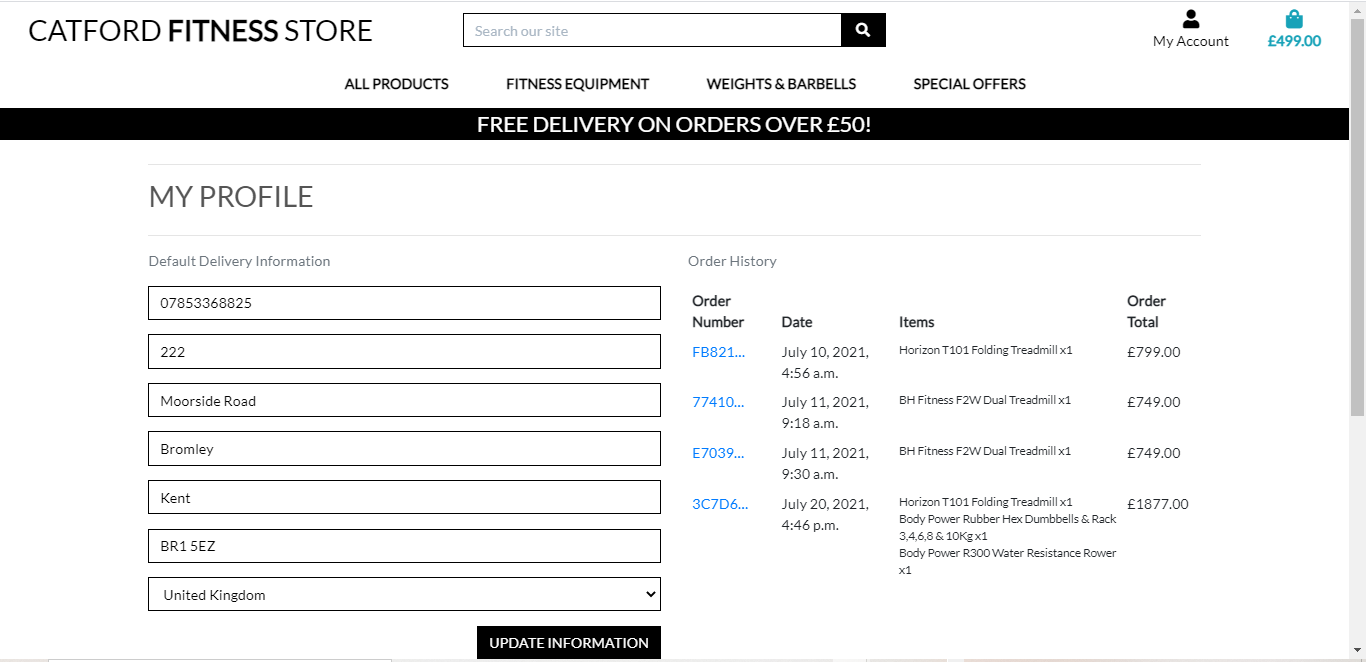 CATFORD FITNESS STORE
Search our site
My Account
£499.00
ALL PRODUCTS FITNESS EQUIPMENT WEIGHTS & BARBELLS SPECIAL OFFERS
FREE DELIVERY ON ORDERS OVER £50!
MY PROFILE
Default Delivery Information
07853368825
222
Moorside Road
Bromley
Kent
BR1 5EZ
United Kingdom
UPDATE INFORMATION
Order History
Order Number Date Items Order Total
FB821... July 10, 2021, 4:56 a.m. Horizon T101 Folding Treadmill x1 £799.00
77410... July 11, 2021, 9:18 a.m. BH Fitness F2W Dual Treadmill x1 £749.00
E7039... July 11, 2021, 9:30 a.m. BH Fitness F2W Dual Treadmill x1 £749.00
3C7D6... July 20, 2021, 4:46 p.m. Horizon T101 Folding Treadmill x1 £1877.00
Body Power Rubber Hex Dumbbells & Rack
3,4,6,8 & 10Kg x1
Body Power R300 Water Resistance Rower
x1